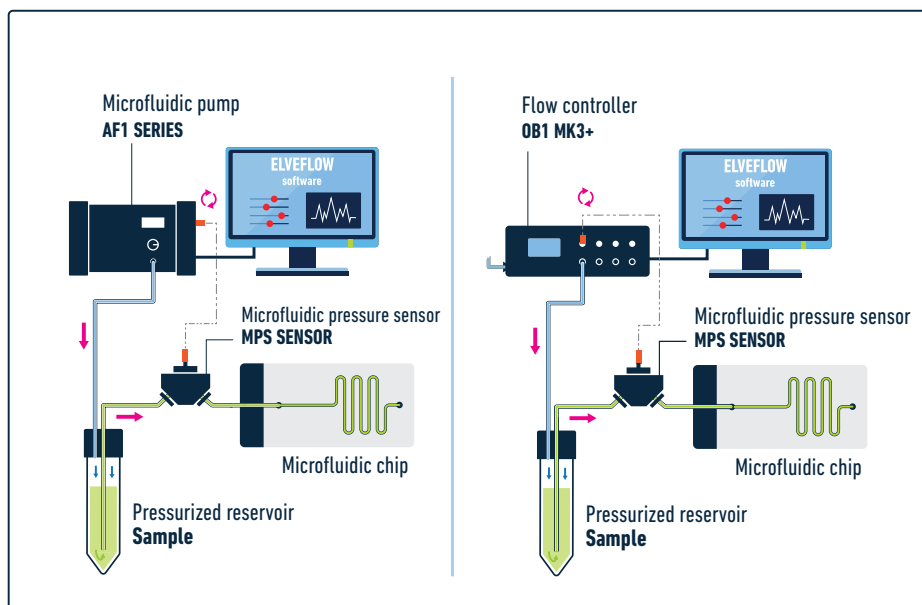 Microfluidic pump
AF1 SERIES
ELVEFLOW
software
Microfluidic pressure sensor
MPS SENSOR
Microfluidic chip
Pressurized reservoir
Sample
Flow controller
OB1 MK3+
ELVEFLOW
software
Microfluidic pressure sensor
MPS SENSOR
Microfluidic chip
Pressurized reservoir
Sample